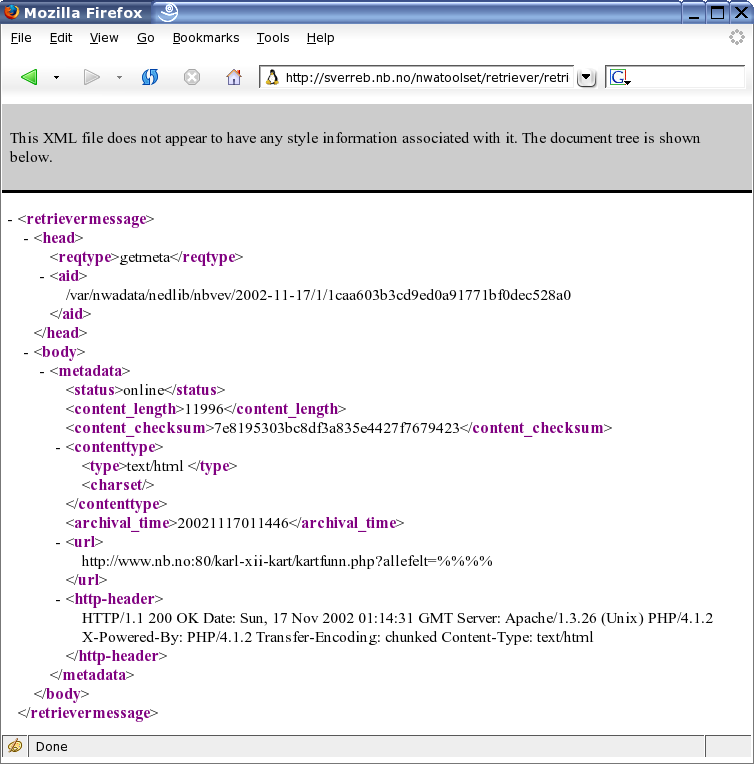 Mozilla Firefox
File Edit View Go Bookmarks Tools Help
http://sverreb.nb.no/nwatoolset/retriever/retri G
This XML file does not appear to have any style information associated with it. The document tree is shown
below.
- <retrievermessage>
- <head>
<reqtype>getmeta</reqtype>
- <aid>
/var/nwadata/nedlib/nbvev/2002-11-17/1/1caa603b3cd9ed0a91771bf0dec528a0
</aid>
</head>
- <body>
- <metadata>
<status>online</status>
<content_length>11996</content_length>
<content_checksum>7e8195303bc8df3a835e4427f7679423</content_checksum>
- <contenttype>
<type>text/html </type>
<charset/>
</contenttype>
<archival_time>20021117011446</archival_time>
- <url>
http://www.nb.no:80/karl-xii-kart/kartfunn.php?allefelt=%%%%
</url>
- <http-header>
HTTP/1.1 200 OK Date: Sun, 17 Nov 2002 01:14:31 GMT Server: Apache/1.3.26 (Unix) PHP/4.1.2
X-Powered-By: PHP/4.1.2 Transfer-Encoding: chunked Content-Type: text/html
</http-header>
</metadata>
</body>
</retrievermessage>
Done